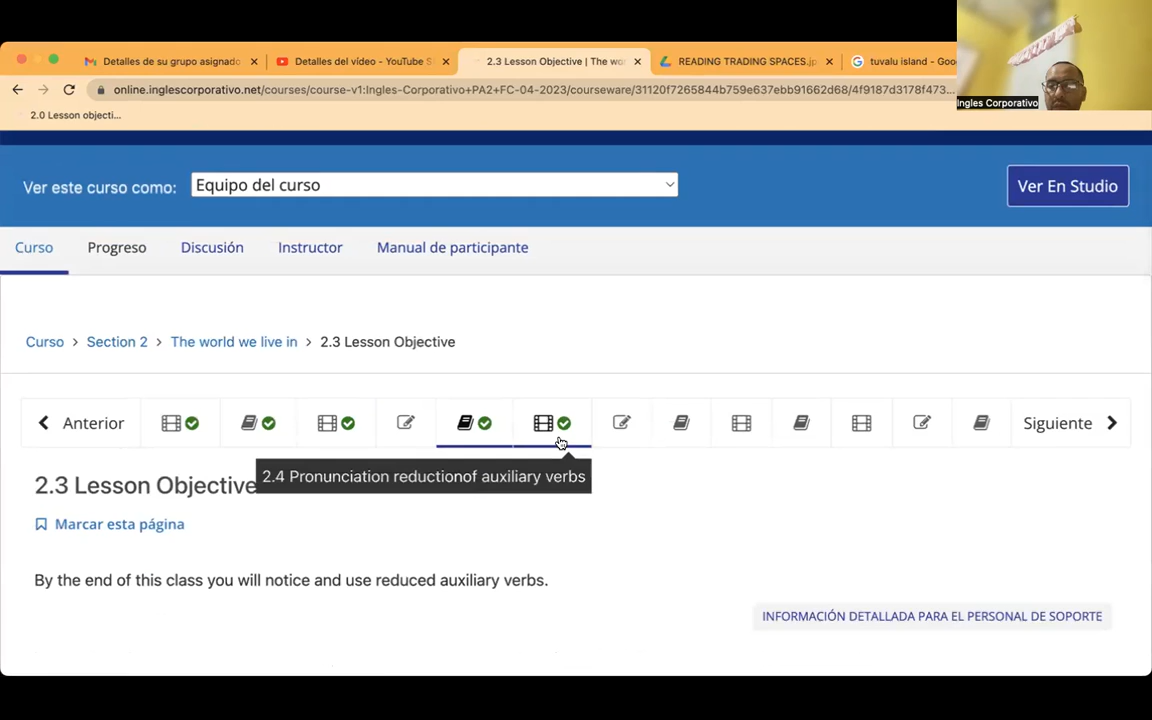 Detalles de su grupo asignado
Detalles del vídeo - YouTube S
2.3 Lesson Objective | The wor
READING TRADING SPACES.jp
tuvalu island - Goo
online.inglescorporativo.net/courses/course-v1:Ingles-Corporativo+PA2+FC-04-2023/courseware/31120f7265844b759e637ebb91662d68/4f9187d3178f473...
Ingles Corporativo
2.0 Lesson objecti...
Ver este curso como:
Equipo del curso
Ver En Studio
Curso
Progreso
Discusión
Instructor
Manual de participante
Curso > Section 2 > The world we live in > 2.3 Lesson Objective
Anterior
Siguiente
2.4 Pronunciation reductionof auxiliary verbs
2.3 Lesson Objective
Marcar esta página
By the end of this class you will notice and use reduced auxiliary verbs.
INFORMACIÓN DETALLADA PARA EL PERSONAL DE SOPORTE